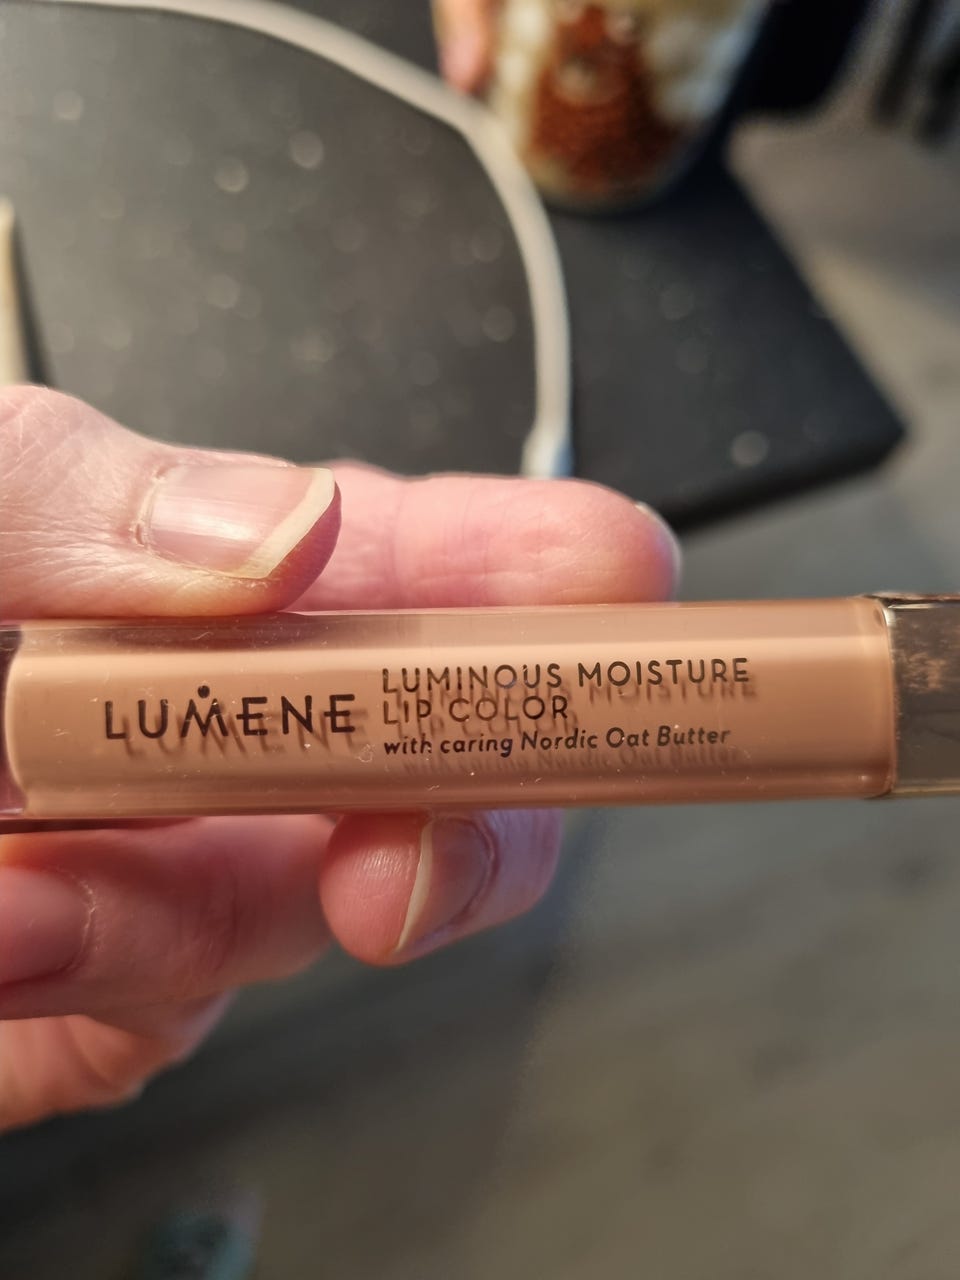 LUMENE
LUMINOUS MOISTURE
LIP COLOR
with caring Nordic Oat Butter